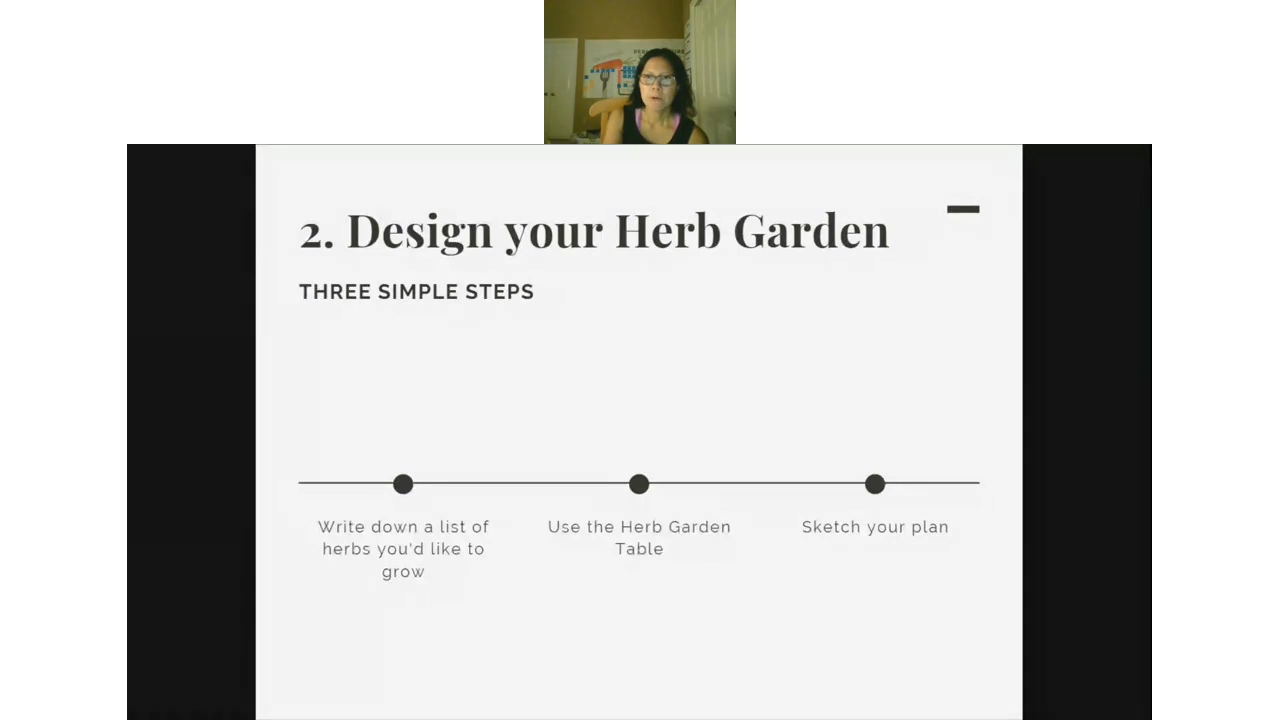 2. Design your Herb Garden
THREE SIMPLE STEPS
Write down a list of
herbs you'd like to
grow
Use the Herb Garden
Table
Sketch your plan